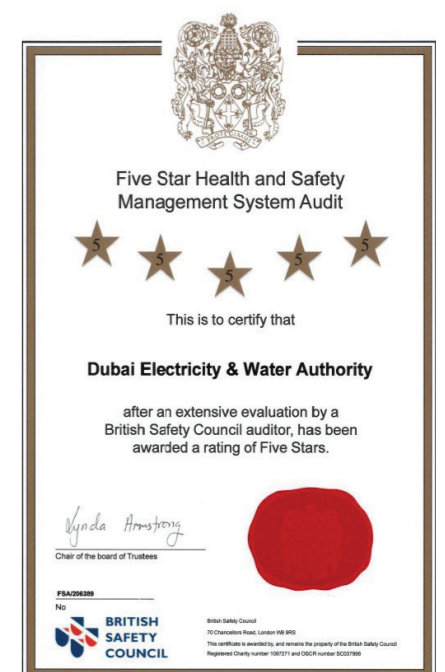 Five Star Health and Safety
Management System Audit
5 5 5 5 5
This is to certify that
Dubai Electricity & Water Authority
after an extensive evaluation by a
British Safety Council auditor, has been
awarded a rating of Five Stars.
Lynda Armstrong
Chair of the board of Trustees
FSA/206389
No
BRITISH
SAFETY
COUNCIL
British Safety Council
70 Chancellors Road, London W6 9RS
This certificate is awarded by, and remains the property of the British Safety Council
Registered Charity number 1097271 and OSCR number SC037998